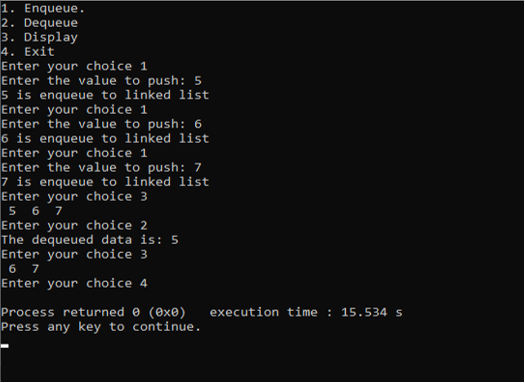 1. Enqueue.
2. Dequeue
3. Display
4. Exit
Enter your choice 1
Enter the value to push: 5
5 is enqueue to linked list
Enter your choice 1
Enter the value to push: 6
6 is enqueue to linked list
Enter your choice 1
Enter the value to push: 7
7 is enqueue to linked list
Enter your choice 3
 5  6  7
Enter your choice 2
The dequeued data is: 5
Enter your choice 3
 6  7
Enter your choice 4
Process returned 0 (0x0)   execution time : 15.534 s
Press any key to continue.